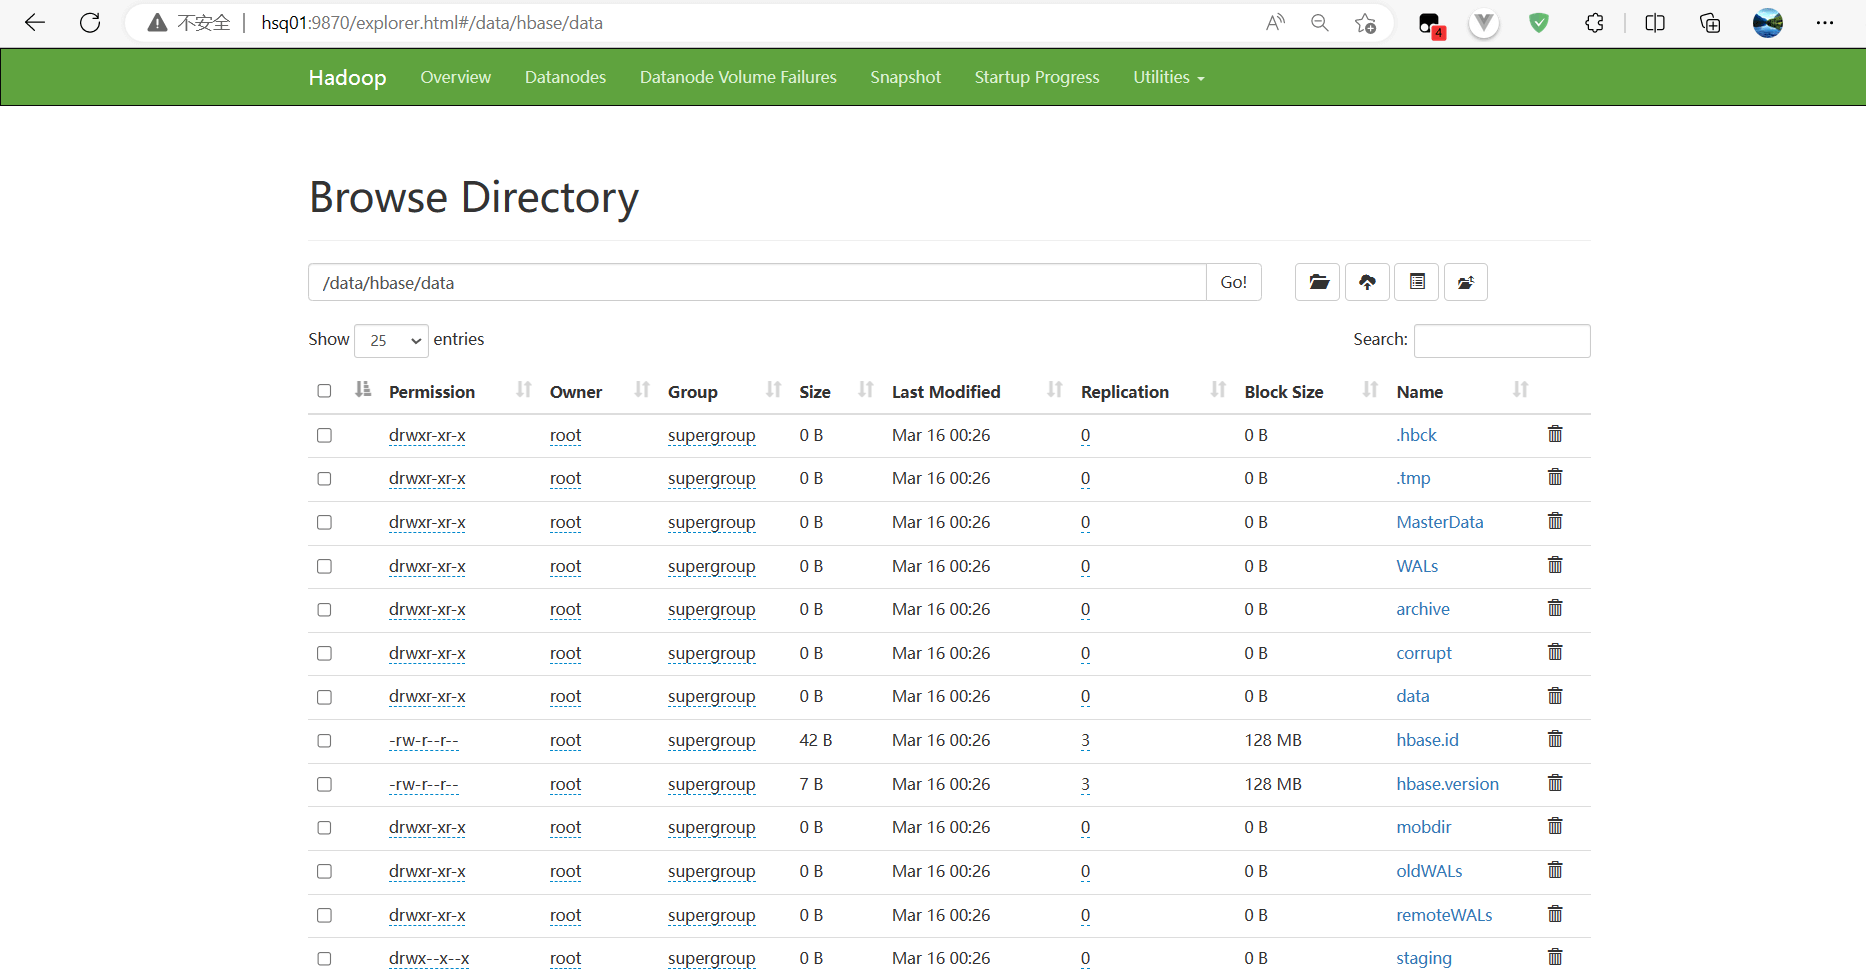 不安全 | hsq01:9870/explorer.html#/data/hbase/data
4
Hadoop Overview Datanodes Datanode Volume Failures Snapshot Startup Progress Utilities
Browse Directory
/data/hbase/data Go!
Show 25 entries Search:
Permission Owner Group Size Last Modified Replication Block Size Name
drwxr-xr-x root supergroup 0 B Mar 16 00:26 0 0 B .hbck
drwxr-xr-x root supergroup 0 B Mar 16 00:26 0 0 B .tmp
drwxr-xr-x root supergroup 0 B Mar 16 00:26 0 0 B MasterData
drwxr-xr-x root supergroup 0 B Mar 16 00:26 0 0 B WALs
drwxr-xr-x root supergroup 0 B Mar 16 00:26 0 0 B archive
drwxr-xr-x root supergroup 0 B Mar 16 00:26 0 0 B corrupt
drwxr-xr-x root supergroup 0 B Mar 16 00:26 0 0 B data
-rw-r--r-- root supergroup 42 B Mar 16 00:26 3 128 MB hbase.id
-rw-r--r-- root supergroup 7 B Mar 16 00:26 3 128 MB hbase.version
drwxr-xr-x root supergroup 0 B Mar 16 00:26 0 0 B mobdir
drwxr-xr-x root supergroup 0 B Mar 16 00:26 0 0 B oldWALs
drwxr-xr-x root supergroup 0 B Mar 16 00:26 0 0 B remoteWALs
drwx--x--x root supergroup 0 B Mar 16 00:26 0 0 B staging